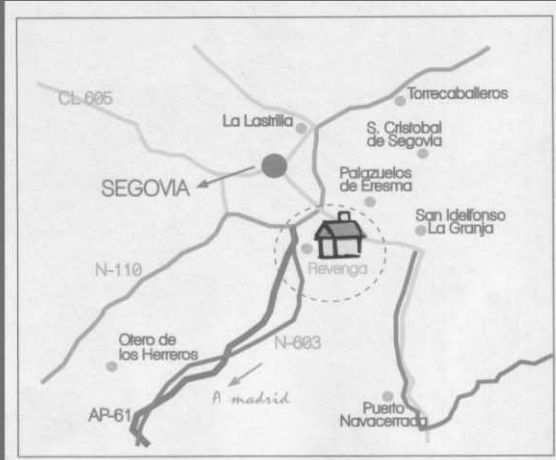 CL 605
La Lastrilla
Torrecaballeros
S. Cristobal
de Segovia
SEGOVIA
Palazuelos
de Eresma
San Idelfonso
La Granja
N-110
Revenga
Otero de
los Herreros
N-603
A madrid
AP-61
Puerto
Navacerrada